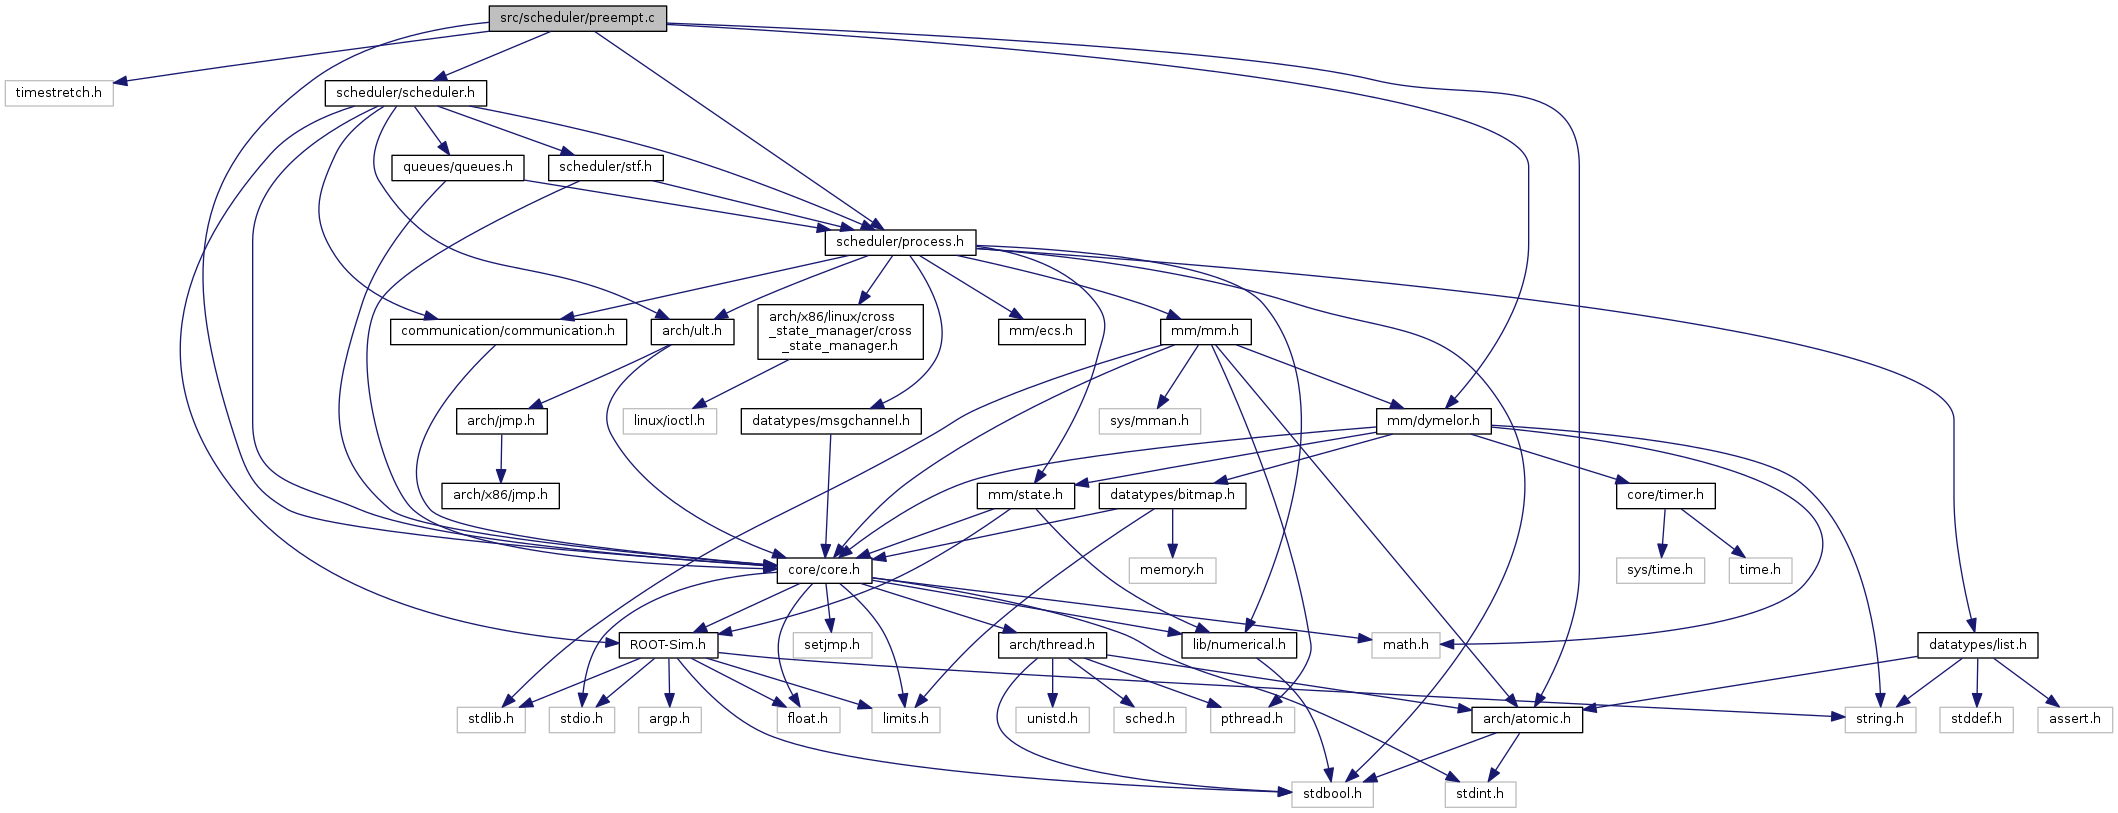 src/scheduler/preempt.c
timestretch.h
scheduler/scheduler.h
queues/queues.h
scheduler/stf.h
scheduler/process.h
communication/communication.h
arch/ult.h
arch/x86/linux/cross
_state_manager/cross
_state_manager.h
mm/ecs.h
mm/mm.h
arch/jmp.h
linux/ioctl.h
datatypes/msgchannel.h
sys/mman.h
mm/dymelor.h
arch/x86/jmp.h
mm/state.h
datatypes/bitmap.h
core/timer.h
core/core.h
memory.h
sys/time.h
time.h
ROOT-Sim.h
setjmp.h
arch/thread.h
lib/numerical.h
math.h
datatypes/list.h
stdlib.h
stdio.h
argp.h
float.h
limits.h
unistd.h
sched.h
pthread.h
arch/atomic.h
string.h
stddef.h
assert.h
stdbool.h
stdint.h